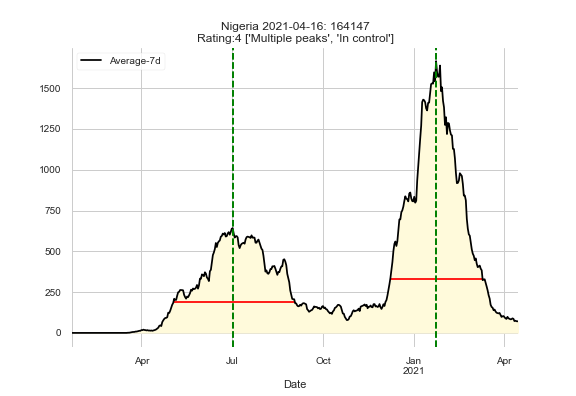 Nigeria 2021-04-16: 164147
Rating:4 ['Multiple peaks', 'In control']
Average-7d
1500
1250
1000
750
500
250
0
Apr
Jul
Oct
Jan
2021
Apr
Date